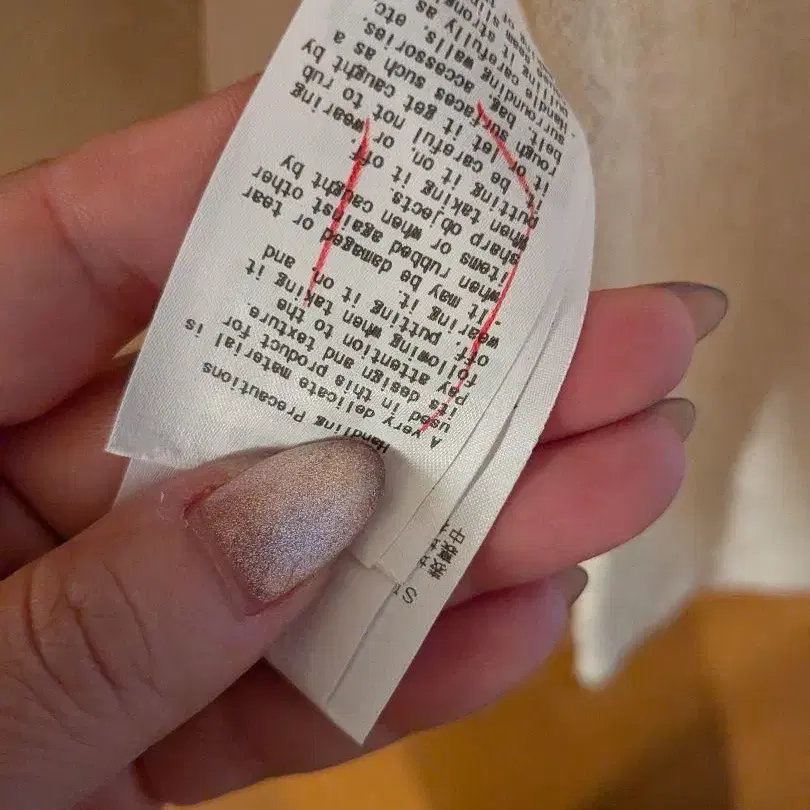 Handling Precautions
A very delicate material is
used in this product for
its design and texture.
Pay attention to the
following when taking it
off, putting it on, and
wearing it.
- It may be damaged or tear
when rubbed against other
items or when caught by
sharp objects.
- When taking it off,
putting it on, or wearing
it, be careful not to rub
or let it get caught by
rough surfaces such as a
belt, bag, accessories,
surrounding walls, etc
- Handle it carefully as